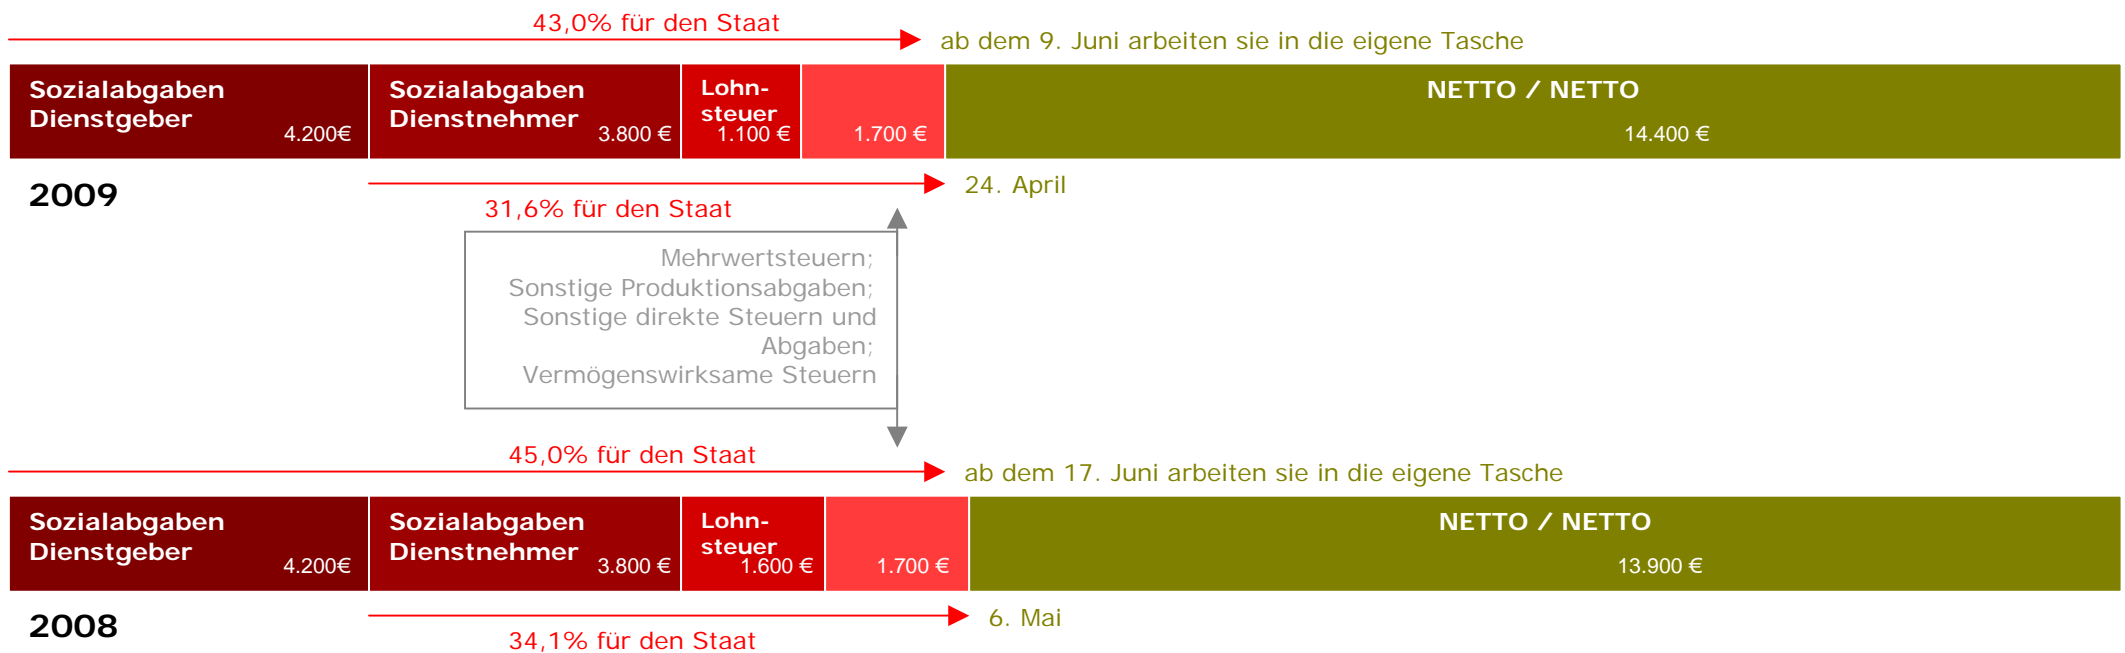 43,0% für den Staat
ab dem 9. Juni arbeiten sie in die eigene Tasche
Sozialabgaben
Dienstgeber
4.200€
Sozialabgaben
Dienstnehmer
3.800 €
Lohn-
steuer
1.100 €
1.700 €
NETTO / NETTO
14.400 €
2009
24. April
31,6% für den Staat
Mehrwertsteuern;
Sonstige Produktionsabgaben;
Sonstige direkte Steuern und
Abgaben;
Vermögenswirksame Steuern
45,0% für den Staat
ab dem 17. Juni arbeiten sie in die eigene Tasche
Sozialabgaben
Dienstgeber
4.200€
Sozialabgaben
Dienstnehmer
3.800 €
Lohn-
steuer
1.600 €
1.700 €
NETTO / NETTO
13.900 €
2008
6. Mai
34,1% für den Staat